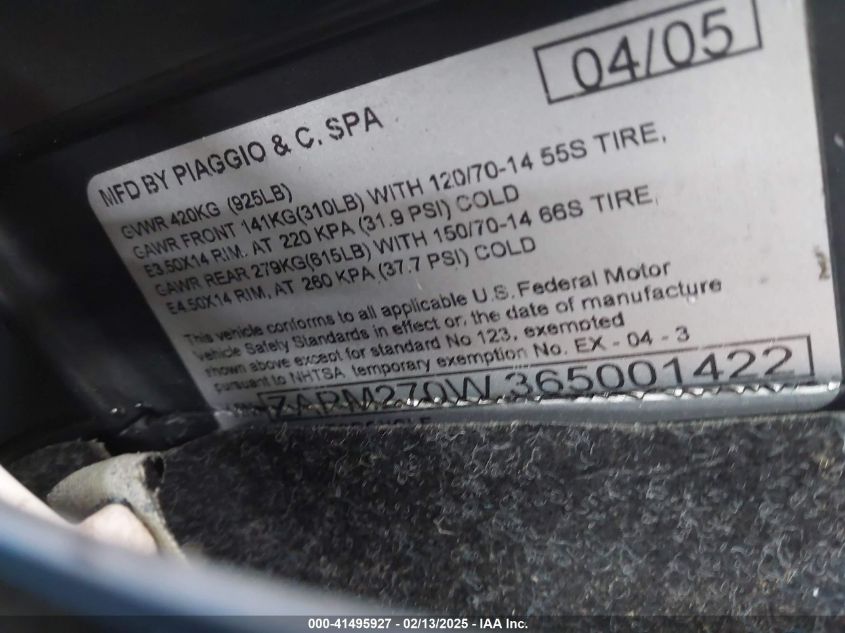 04/05
MFD BY PIAGGIO & C. SPA
GVWR 420KG (925LB)
GAWR FRONT 141KG(310LB) WITH 120/70-14 55S TIRE,
E3.50X14 RIM, AT 220 KPA (31.9 PSI) COLD
GAWR REAR 279KG(615LB) WITH 150/70-14 66S TIRE,
E4.50X14 RIM, AT 260 KPA (37.7 PSI) COLD
This vehicle conforms to all applicable U.S. Federal Motor
Vehicle Safety Standards in effect or, the date of manufacture
shown above except for standard No 123, exempted
pursuant to NHTSA temporary exemption No. EX - 04 - 3
ZAPM270W365001422
000-41495927 - 02/13/2025 - IAA Inc.